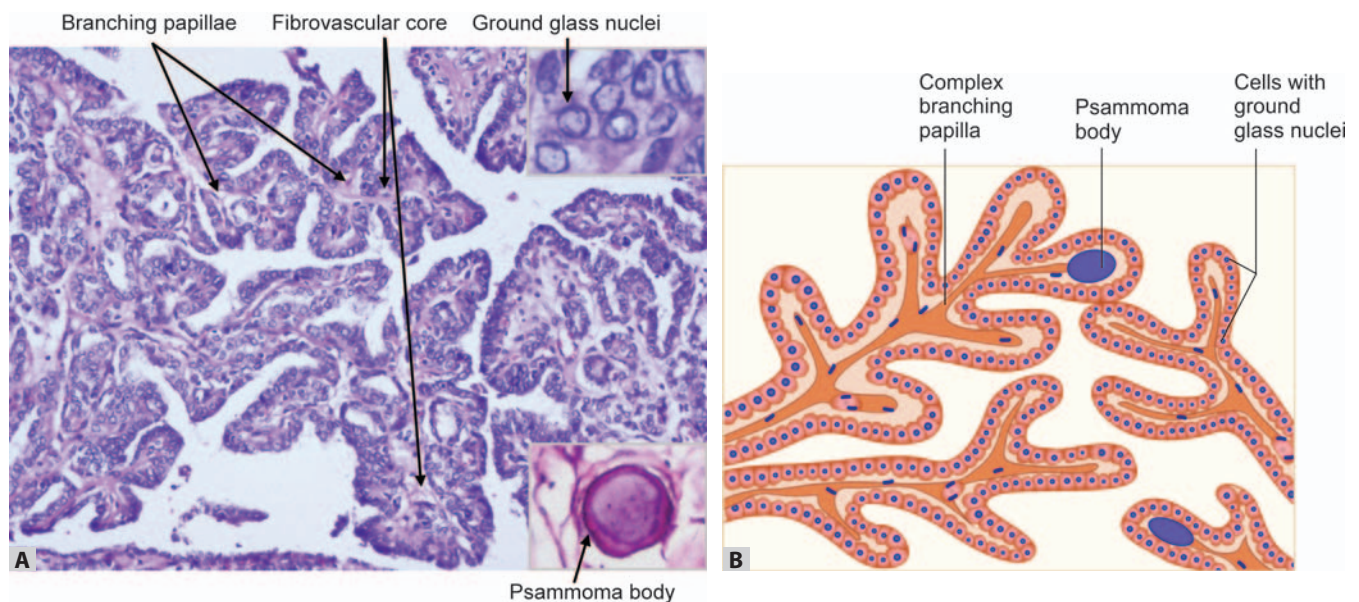 Branching papillae
Fibrovascular core
Ground glass nuclei
Psammoma body
A
Complex
branching
papilla
Psammoma
body
Cells with
ground
glass nuclei
B